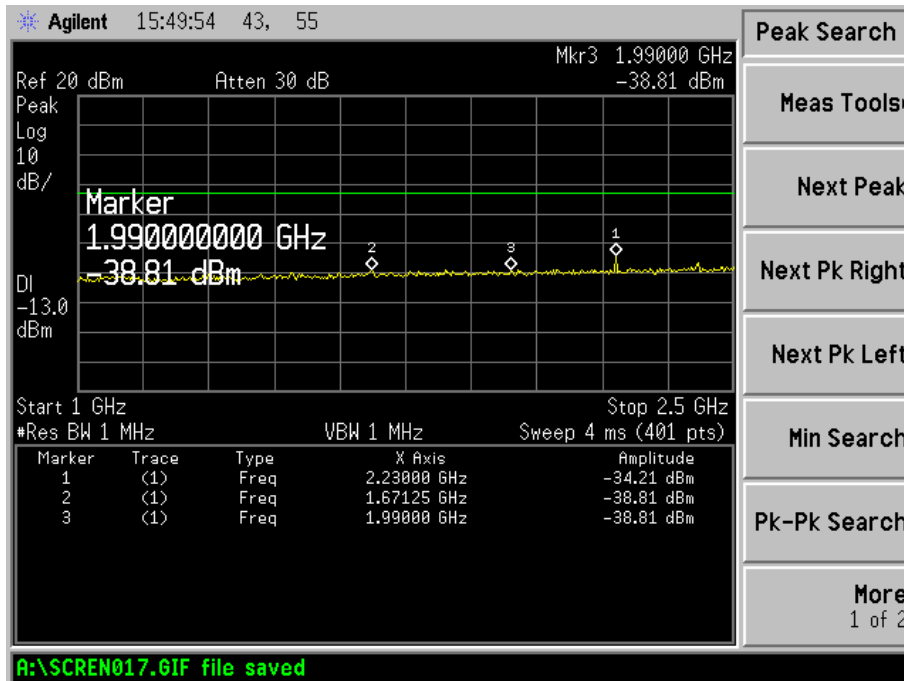 Agilent 15:49:54 43, 55
Mkr3 1.99000 GHz
Ref 20 dBm Atten 30 dB -38.81 dBm
Peak
Log
10
dB/
Marker
1.990000000 GHz
-38.81 dBm
2
3
1
DI
-13.0
dBm
Start 1 GHz Stop 2.5 GHz
#Res BW 1 MHz VBW 1 MHz Sweep 4 ms (401 pts)
Marker Trace Type X Axis Amplitude
1 (1) Freq 2.23000 GHz -34.21 dBm
2 (1) Freq 1.67125 GHz -38.81 dBm
3 (1) Freq 1.99000 GHz -38.81 dBm
A:\SCREN017.GIF file saved
Peak Search
Meas Tools
Next Peak
Next Pk Right
Next Pk Left
Min Search
Pk-Pk Search
More
1 of 2